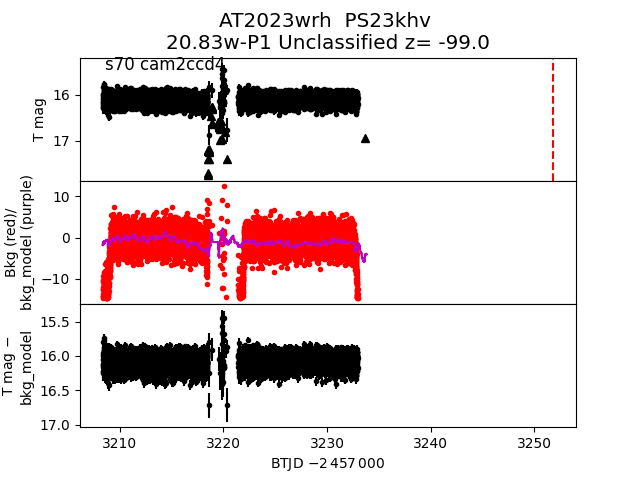 AT2023wrh  PS23khv
20.83w-P1 Unclassified z= -99.0
s70 cam2ccd4
16
17
T mag
10
0
−10
Bkg (red)/
bkg_model (purple)
15.5
16.0
16.5
17.0
T mag −
bkg_model
3210
3220
3230
3240
3250
BTJD −2 457 000